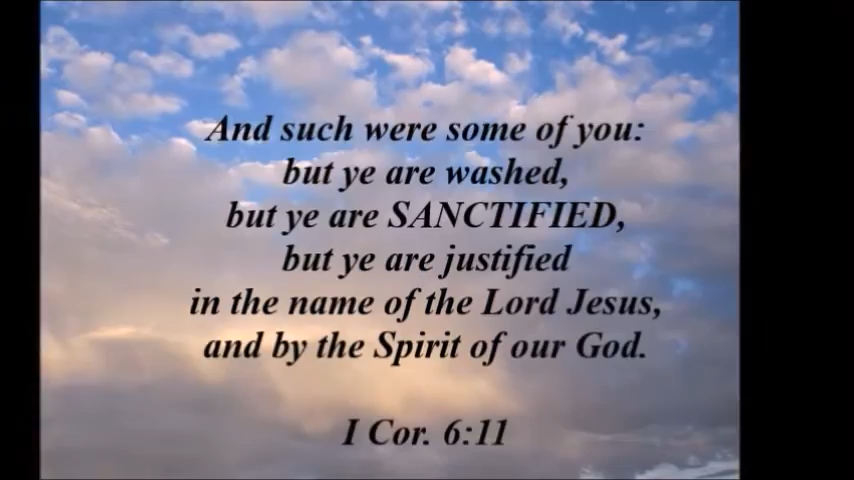 And such were some of you:
but ye are washed,
but ye are SANCTIFIED,
but ye are justified
in the name of the Lord Jesus,
and by the Spirit of our God.
I Cor. 6:11